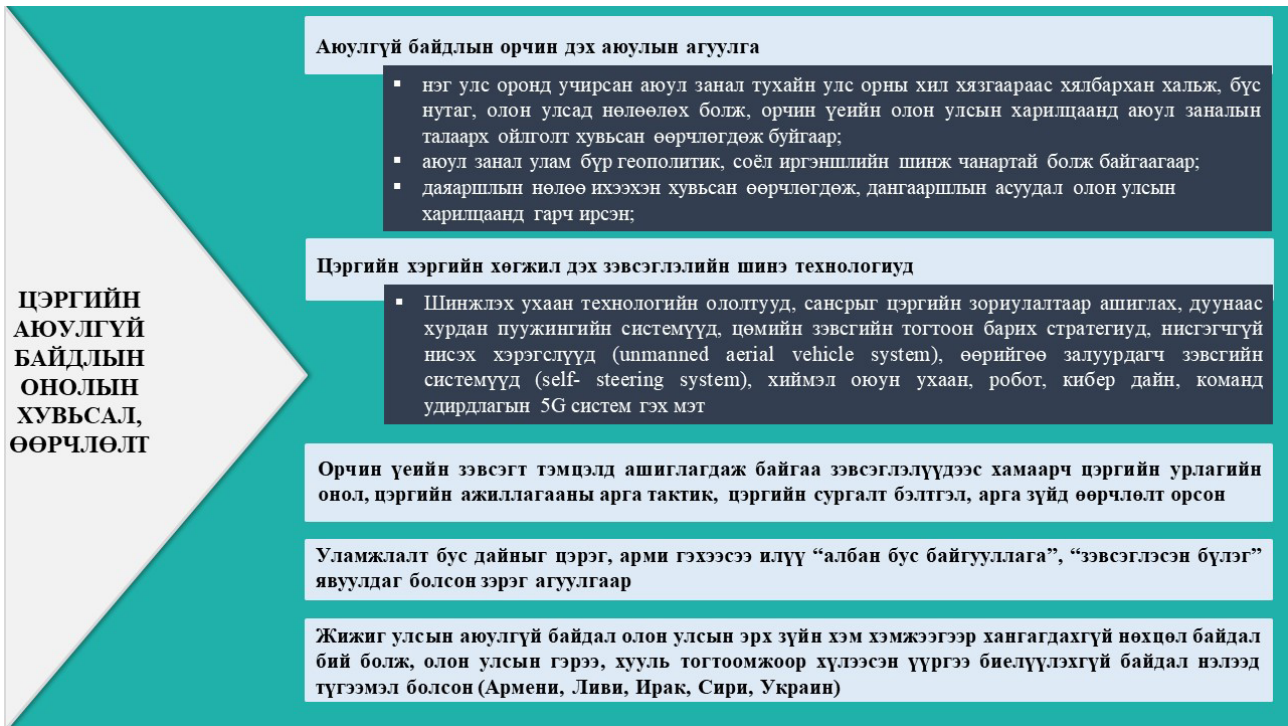 ЦЭРГИЙН
АЮУЛГҮЙ
БАЙДЛЫН
ОНОЛЫН
ХУВЬСАЛ,
ӨӨРЧЛӨЛТ
Аюулгүй байдлын орчин дэх аюулын агуулга
▪ нэг улс оронд учирсан аюул занал тухайн улс орны хил хязгаараас хялбархан хальж, бүс
нутаг, олон улсад нөлөөлөх болж, орчин үеийн олон улсын харилцаанд аюул заналын
талаарх ойлголт хувьсан өөрчлөгдөж буйгаар;
▪ аюул занал улам бүр геополитик, соёл иргэншлийн шинж чанартай болж байгаагаар;
▪ даяаршлын нөлөө ихээхэн хувьсан өөрчлөгдөж, дангааршлын асуудал олон улсын
харилцаанд гарч ирсэн;
Цэргийн хэргийн хөгжил дэх зэвсэглэлийн шинэ технологиуд
▪ Шинжлэх ухаан технологийн ололтууд, сансрыг цэргийн зориулалтаар ашиглах, дуунаас
хурдан пуужингийн системүүд, цөмийн зэвсгийн тогтоон барих стратегиуд, нисгэгчгүй
нисэх хэрэгслүүд (unmanned aerial vehicle system), өөрийгөө залуурдагч зэвсгийн
системүүд (self- steering system), хиймэл оюун ухаан, робот, кибер дайн, команд
удирдлагын 5G систем гэх мэт
Орчин үеийн зэвсэгт тэмцэлд ашиглагдаж байгаа зэвсэглэлүүдээс хамаарч цэргийн урлагийн
онол, цэргийн ажиллагааны арга тактик, цэргийн сургалт бэлтгэл, арга зүйд өөрчлөлт орсон
Уламжлалт бус дайныг цэрэг, арми гэхээсээ илүү “албан бус байгууллага”, “зэвсэглэсэн бүлэг”
явуулдаг болсон зэрэг агуулгаар
Жижиг улсын аюулгүй байдал олон улсын эрх зүйн хэм хэмжээгээр хангагдахгүй нөхцөл байдал
бий болж, олон улсын гэрээ, хууль тогтоомжоор хүлээсэн үүргээ биелүүлэхгүй байдал нэлээд
түгээмэл болсон (Армени, Ливи, Ирак, Сири, Украин)